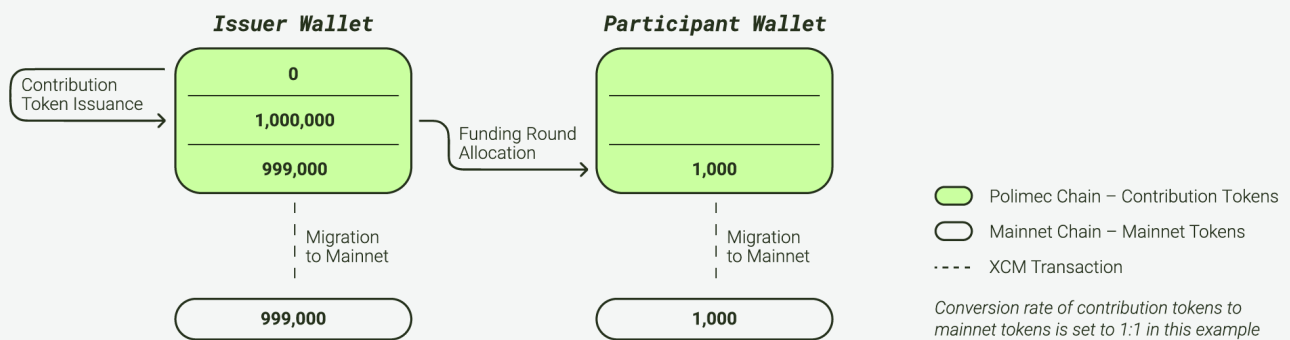 Issuer Wallet
Participant Wallet
Contribution
Token Issuance
0
1,000,000
999,000
Funding Round
Allocation
1,000
Migration
to Mainnet
Migration
to Mainnet
999,000
1,000
Polimec Chain – Contribution Tokens
Mainnet Chain – Mainnet Tokens
XCM Transaction
Conversion rate of contribution tokens to
mainnet tokens is set to 1:1 in this example